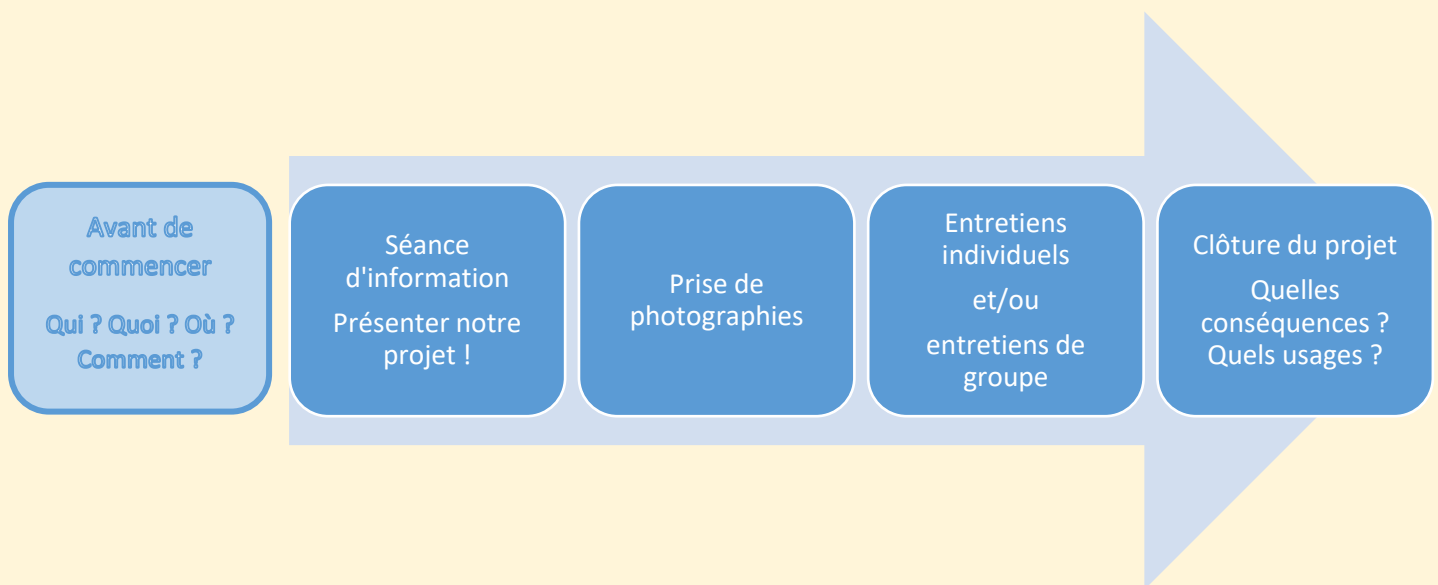 Avant de
commencer
Qui ? Quoi ? Où ?
Comment ?
Séance
d'information
Présenter notre
projet !
Prise de
photographies
Entretiens
individuels
et/ou
entretiens de
groupe
Clôture du projet
Quelles
conséquences ?
Quels usages ?